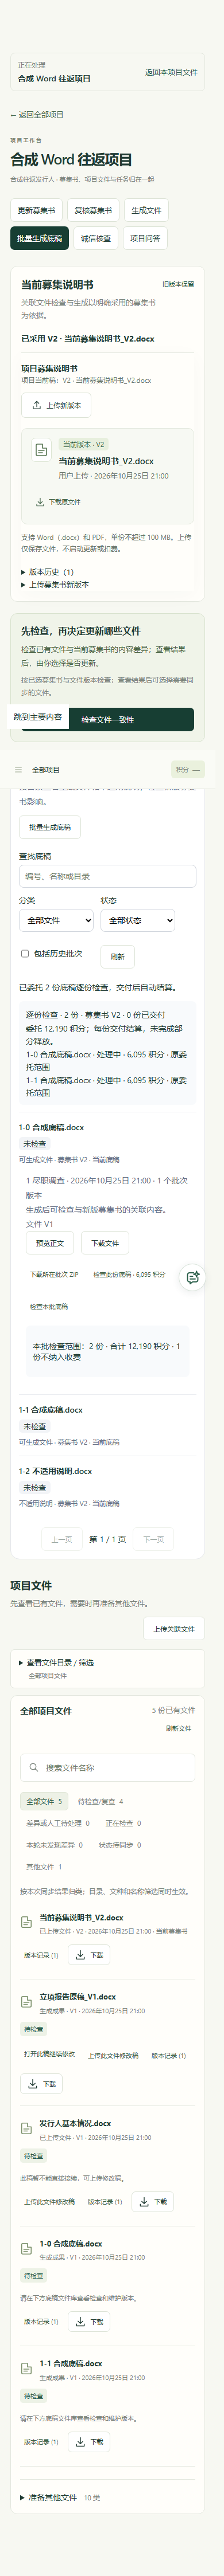 正在处理
合成 Word 往返项目
返回本项目文件
← 返回全部项目
项目工作台
合成 Word 往返项目
合成往返发行人 · 募集书、项目文件与任务归在一起
更新募集书
复核募集书
生成文件
批量生成底稿
诚信核查
项目问答
当前募集说明书
旧版本保留
关联文件检查与生成以明确采用的募集书
为依据。
已采用 V2 · 当前募集说明书_V2.docx
项目募集说明书
项目当前稿：V2 · 当前募集说明书_V2.docx
上传新版本
当前版本 · V2
当前募集说明书_V2.docx
用户上传 · 2026年10月25日 21:00
下载原文件
支持 Word（.docx）和 PDF，单份不超过 100 MB。上传
仅保存文件，不启动更新或扣费。
版本历史（1）
上传募集书新版本
先检查，再决定更新哪些文件
检查已有文件与当前募集书的内容差异；查看结果
后，由你选择是否更新。
按已选募集书与文件版本检查；查看结果后可选择需要同
步的文件。
跳到主要内容
检查文件一致性
全部项目
积分 —
书影响。
批量生成底稿
查找底稿
编号、名称或目录
分类
状态
全部文件
全部状态
包括历史批次
刷新
已委托 2 份底稿逐份检查，交付后自动结算。
逐份检查 · 2 份 · 募集书 V2 · 0 份已交付
委托 12,190 积分；每份交付结算，未完成部
分释放。
1-0 合成底稿.docx · 处理中 · 6,095 积分 · 原委
托范围
1-1 合成底稿.docx · 处理中 · 6,095 积分 · 原委
托范围
1-0 合成底稿.docx
未检查
可生成文件 · 募集书 V2 · 当前底稿
1 尽职调查 · 2026年10月25日 21:00 · 1 个批次
版本
生成后可检查与新版募集书的关联内容。
文件 V1
预览正文
下载文件
下载所在批次 ZIP
检查此份底稿 · 6,095 积分
检查本批底稿
本批检查范围：2 份 · 合计 12,190 积分 · 1
份不纳入收费
1-1 合成底稿.docx
未检查
可生成文件 · 募集书 V2 · 当前底稿
1-2 不适用说明.docx
未检查
不适用说明 · 募集书 V2 · 当前底稿
上一页
第 1 / 1 页
下一页
项目文件
先查看已有文件，需要时再准备其他文件。
上传关联文件
查看文件目录 / 筛选
全部项目文件
全部项目文件
5 份已有文件
刷新文件
搜索文件名称
全部文件 5
待检查/复查 4
差异或人工待处理 0
正在检查 0
本轮未发现差异 0
状态待同步 0
其他文件 1
按本次同步结果归类；目录、文种和名称筛选同时生效。
当前募集说明书_V2.docx
已上传文件 · V2 · 2026年10月25日 21:00 · 当前募集书
版本记录 (1)
下载
立项报告原稿_V1.docx
生成成果 · V1 · 2026年10月25日 21:00
待检查
打开此稿继续修改
上传此文件修改稿
版本记录 (1)
下载
发行人基本情况.docx
已上传文件 · V1 · 2026年10月25日 21:00
待检查
此稿暂不能直接接续，可上传修改稿。
上传此文件修改稿
版本记录 (1)
下载
1-0 合成底稿.docx
生成成果 · V1 · 2026年10月25日 21:00
待检查
请在下方底稿文件库查看检查和维护版本。
版本记录 (1)
下载
1-1 合成底稿.docx
生成成果 · V1 · 2026年10月25日 21:00
待检查
请在下方底稿文件库查看检查和维护版本。
版本记录 (1)
下载
准备其他文件 10 类